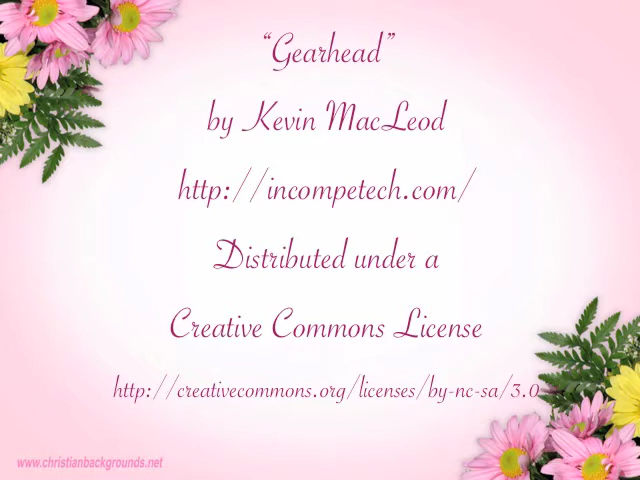 “Gearhead”
by Kevin MacLeod
http://incompetech.com/
Distributed under a
Creative Commons License
http://creativecommons.org/licenses/by-nc-sa/3.0
www.christianbackgrounds.net